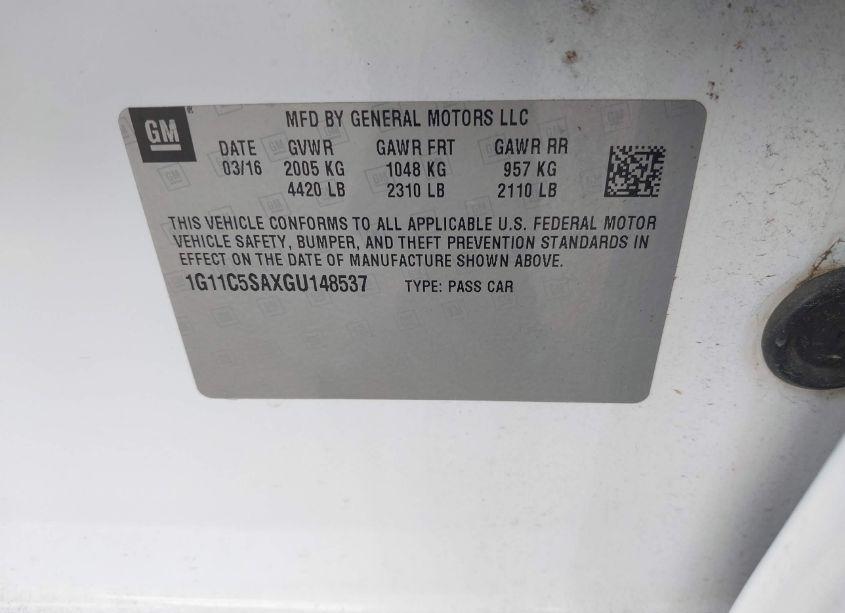 GM
MFD BY GENERAL MOTORS LLC
DATE GVWR GAWR FRT GAWR RR
03/16 2005 KG 1048 KG 957 KG
4420 LB 2310 LB 2110 LB
THIS VEHICLE CONFORMS TO ALL APPLICABLE U.S. FEDERAL MOTOR
VEHICLE SAFETY, BUMPER, AND THEFT PREVENTION STANDARDS IN
EFFECT ON THE DATE OF MANUFACTURE SHOWN ABOVE.
1G11C5SAXGU148537 TYPE: PASS CAR